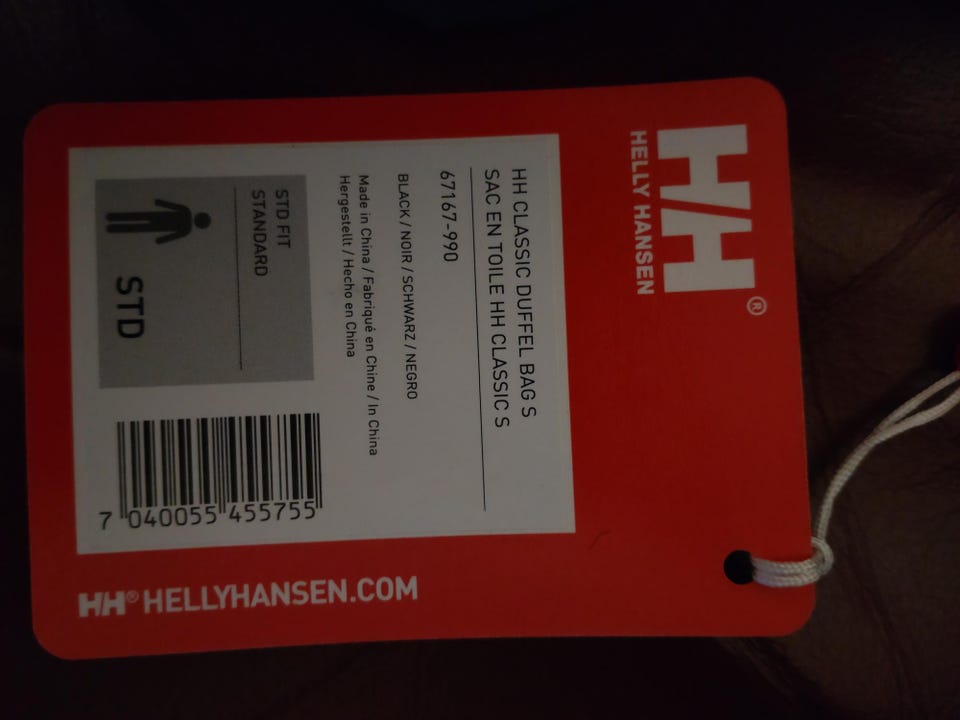 HH®
HELLY HANSEN
HH CLASSIC DUFFEL BAG S
SAC EN TOILE HH CLASSIC S
67167-990
BLACK / NOIR / SCHWARZ / NEGRO
Made in China / Fabriqué en Chine / In China
Hergestellt / Hecho en China
STD FIT
STANDARD
STD
7 040055 455755
HH® HELLYHANSEN.COM